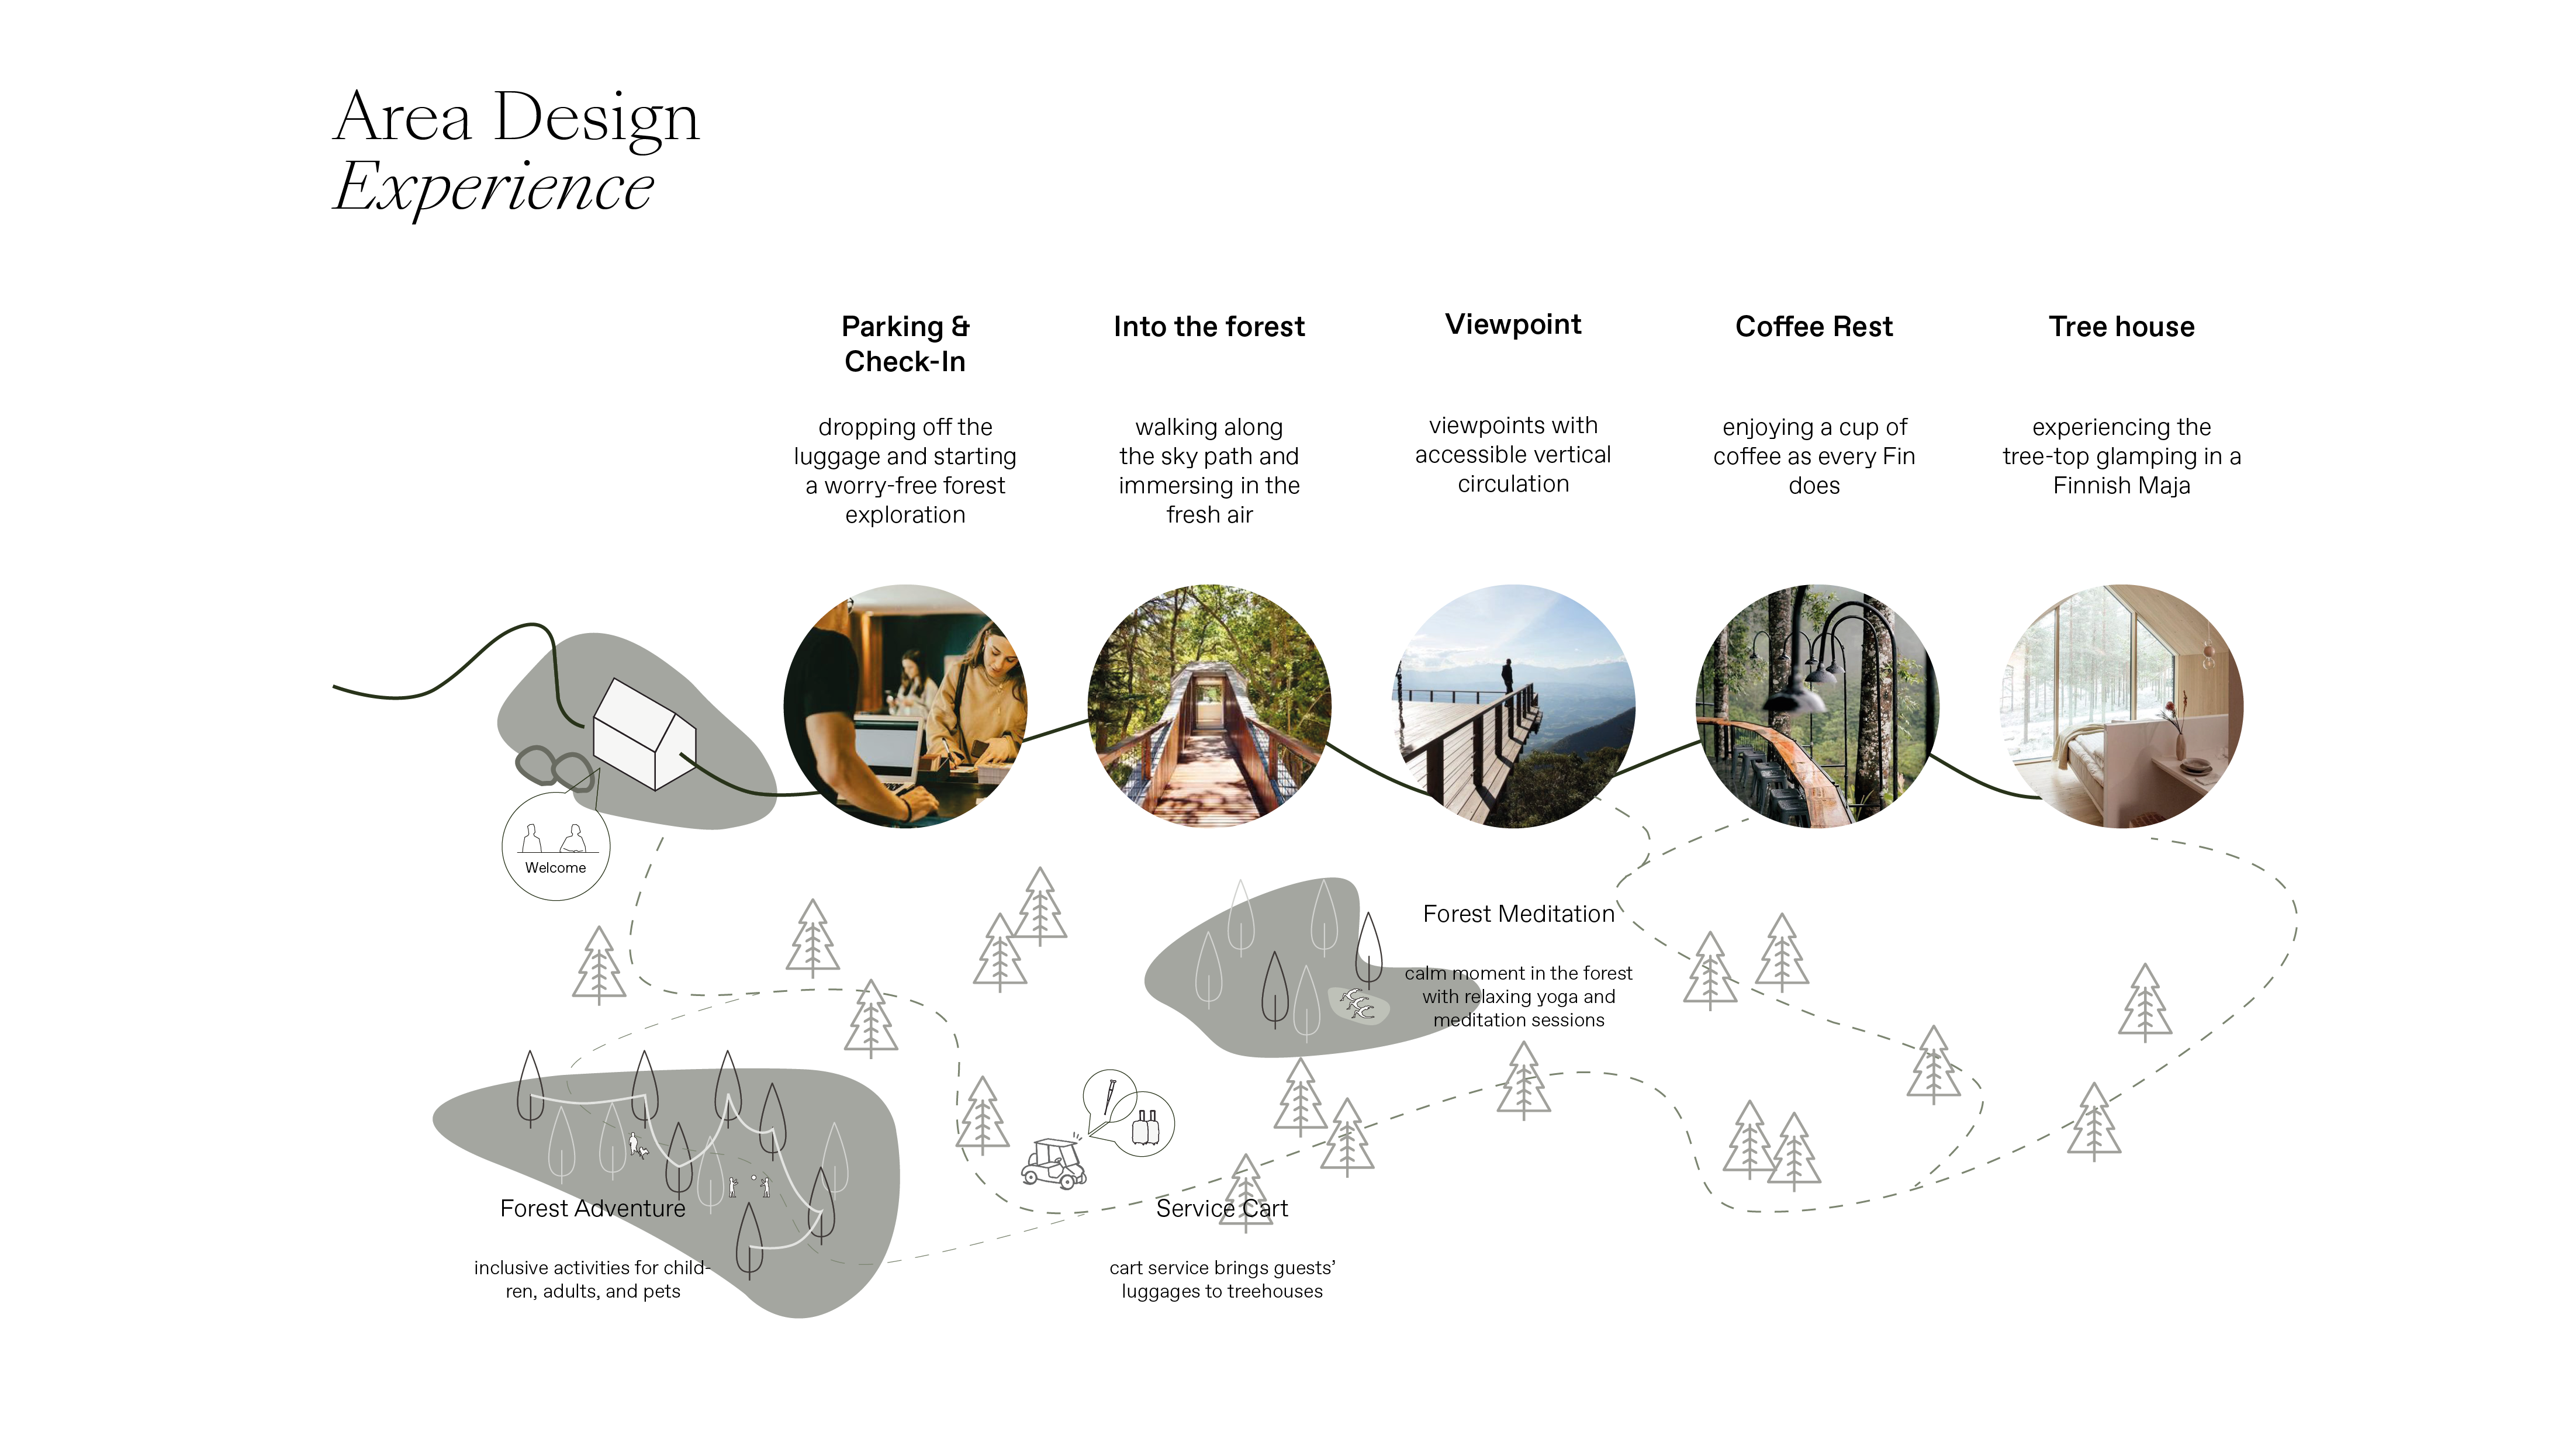 Area Design
Experience
Parking &
Check-In
dropping off the
luggage and starting
a worry-free forest
exploration
Into the forest
walking along
the sky path and
immersing in the
fresh air
Viewpoint
viewpoints with
accessible vertical
circulation
Coffee Rest
enjoying a cup of
coffee as every Fin
does
Tree house
experiencing the
tree-top glamping in a
Finnish Maja
Welcome
Forest Meditation
calm moment in the forest
with relaxing yoga and
meditation sessions
Forest Adventure
inclusive activities for child-
ren, adults, and pets
Service Cart
cart service brings guests’
luggages to treehouses